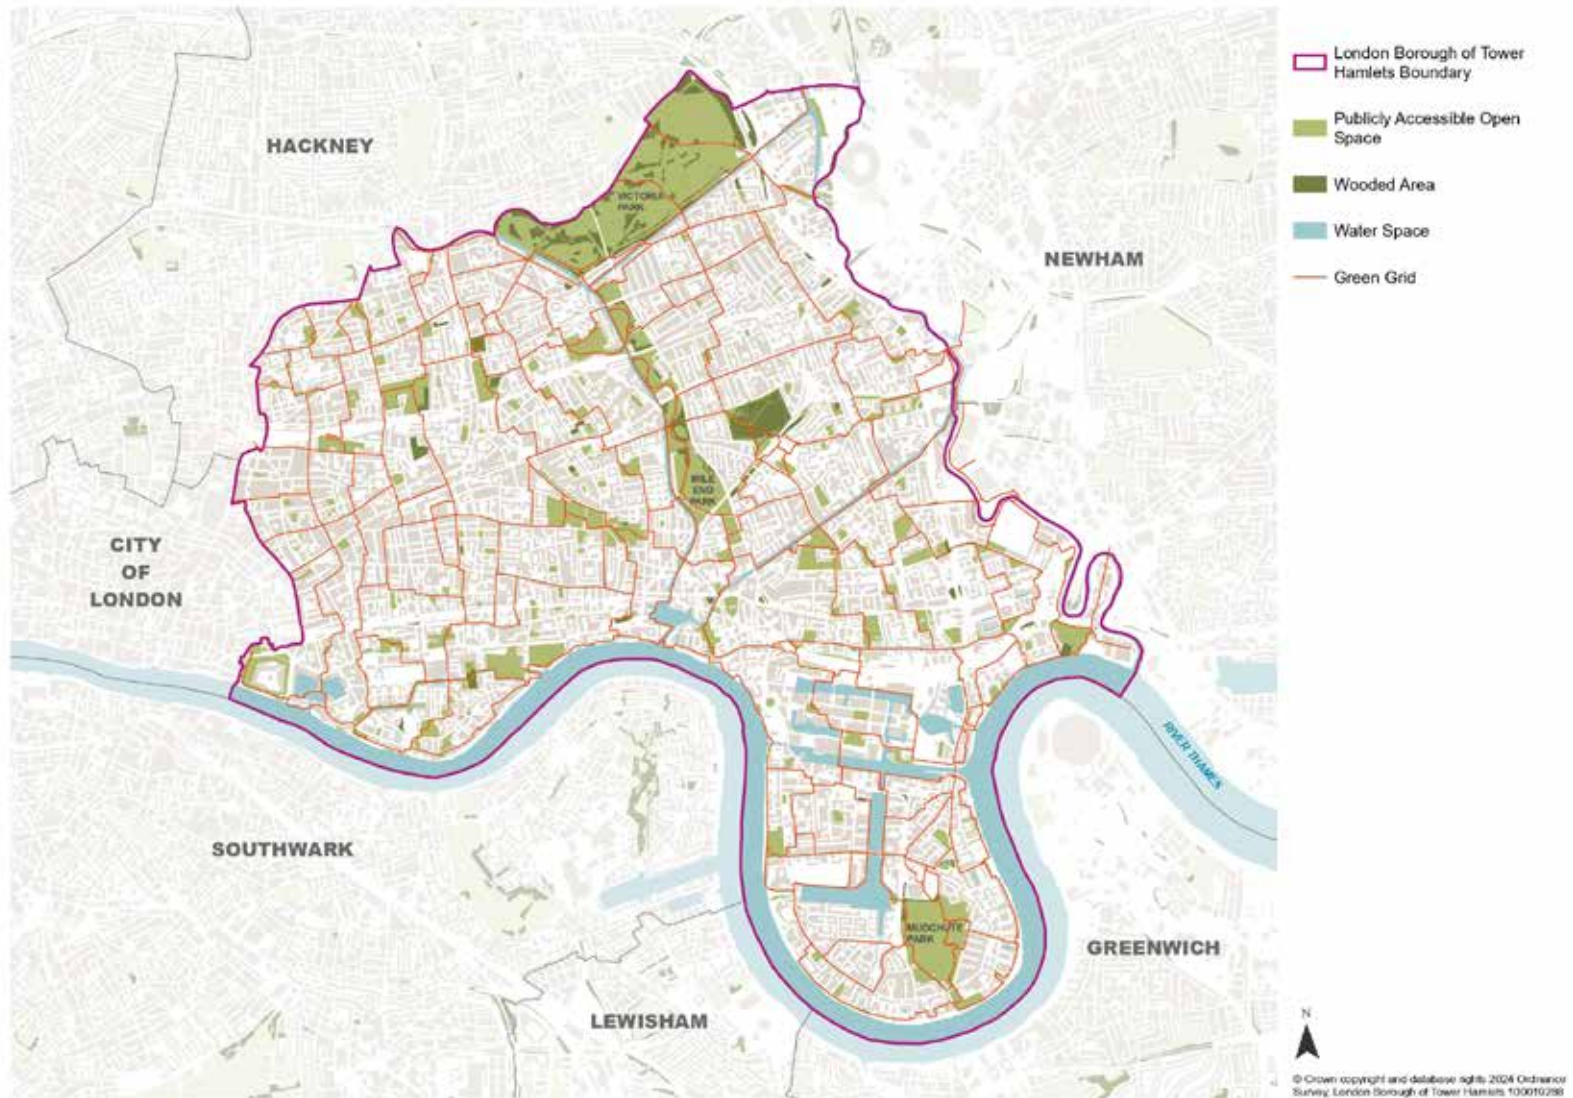 HACKNEY
VICTORIA
PARK
NEWHAM
MILE
END
PARK
CITY
OF
LONDON
RIVER THAMES
SOUTHWARK
MUDCHUTE
PARK
GREENWICH
LEWISHAM
London Borough of Tower
Hamlets Boundary
Publicly Accessible Open
Space
Wooded Area
Water Space
Green Grid
N
© Crown copyright and database rights 2024 Ordnance
Survey, London Borough of Tower Hamlets 100019288